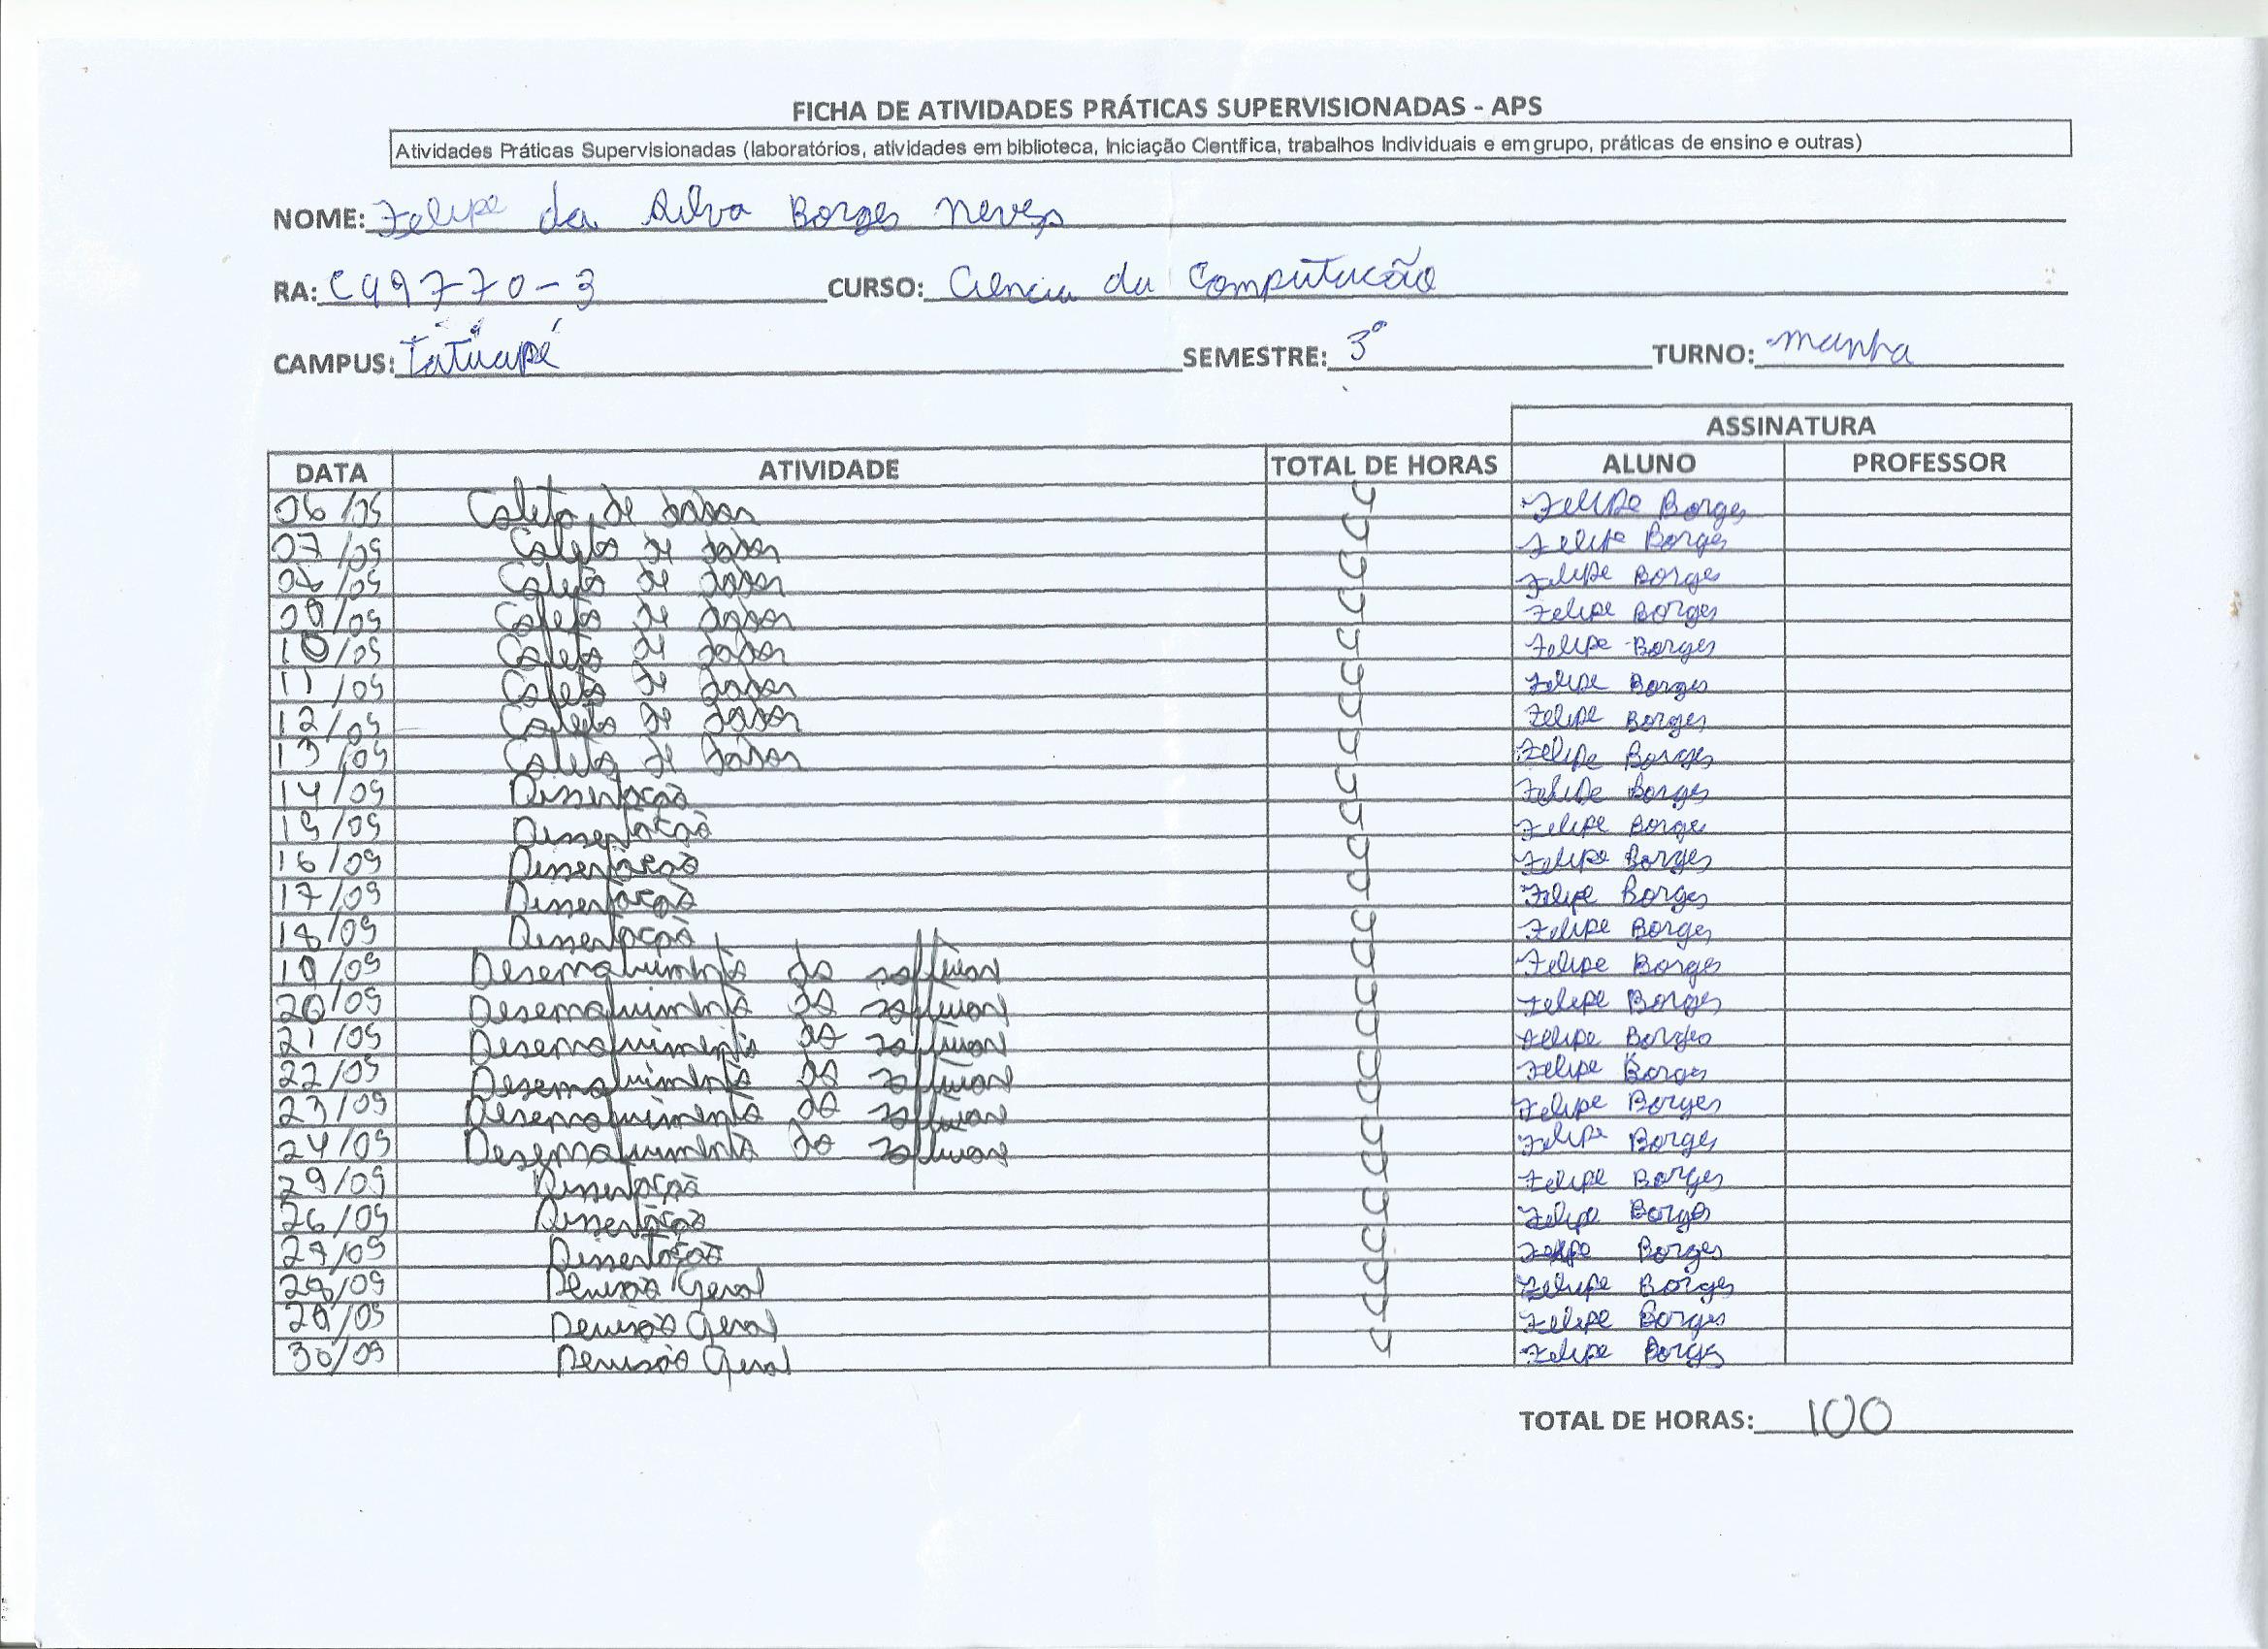 FICHA DE ATIVIDADES PRÁTICAS SUPERVISIONADAS - APS
Atividades Práticas Supervisionadas (laboratórios, atividades em biblioteca, Iniciação Científica, trabalhos Individuais e em grupo, práticas de ensino e outras)
NOME: Felipe da Silva Borges Neves
RA: C99770-3 CURSO: Ciencia da Computacão
CAMPUS: Tatuapé SEMESTRE: 3º TURNO: manha
ASSINATURA
DATA ATIVIDADE TOTAL DE HORAS ALUNO PROFESSOR
06/09 Coleta de dados 4 Felipe Borges
07/09 Coleta de dados 4 Felipe Borges
08/09 Coleta de dados 4 Felipe Borges
09/09 Coleta de dados 4 Felipe Borges
10/09 Coleta de dados 4 Felipe Borges
11/09 Coleta de dados 4 Felipe Borges
12/09 Coleta de dados 4 Felipe Borges
13/09 Coleta de dados 4 Felipe Borges
14/09 Dissertação 4 Felipe Borges
15/09 Dissertação 4 Felipe Borge
16/09 Dissertação 4 Felipe Borges
17/09 Dissertação 4 Felipe Borges
18/09 Dissertação 4 Felipe Borges
19/09 Desenvolvimento do software 4 Felipe Borges
20/09 Desenvolvimento do software 4 Felipe Borges
21/09 Desenvolvimento do software 4 Felipe Borges
22/09 Desenvolvimento do software 4 Felipe Borges
23/09 Desenvolvimento do software 4 Felipe Borges
24/09 Desenvolvimento do software 4 Felipe Borges
25/09 Dissertação 4 Felipe Borges
26/09 Dissertação 4 Felipe Borges
27/09 Dissertação 4 Felipe Borges
28/09 Revisão Geral 4 Felipe Borges
29/09 Revisão Geral 4 Felipe Borges
30/09 Revisão Geral 4 Felipe Borges
TOTAL DE HORAS: 100